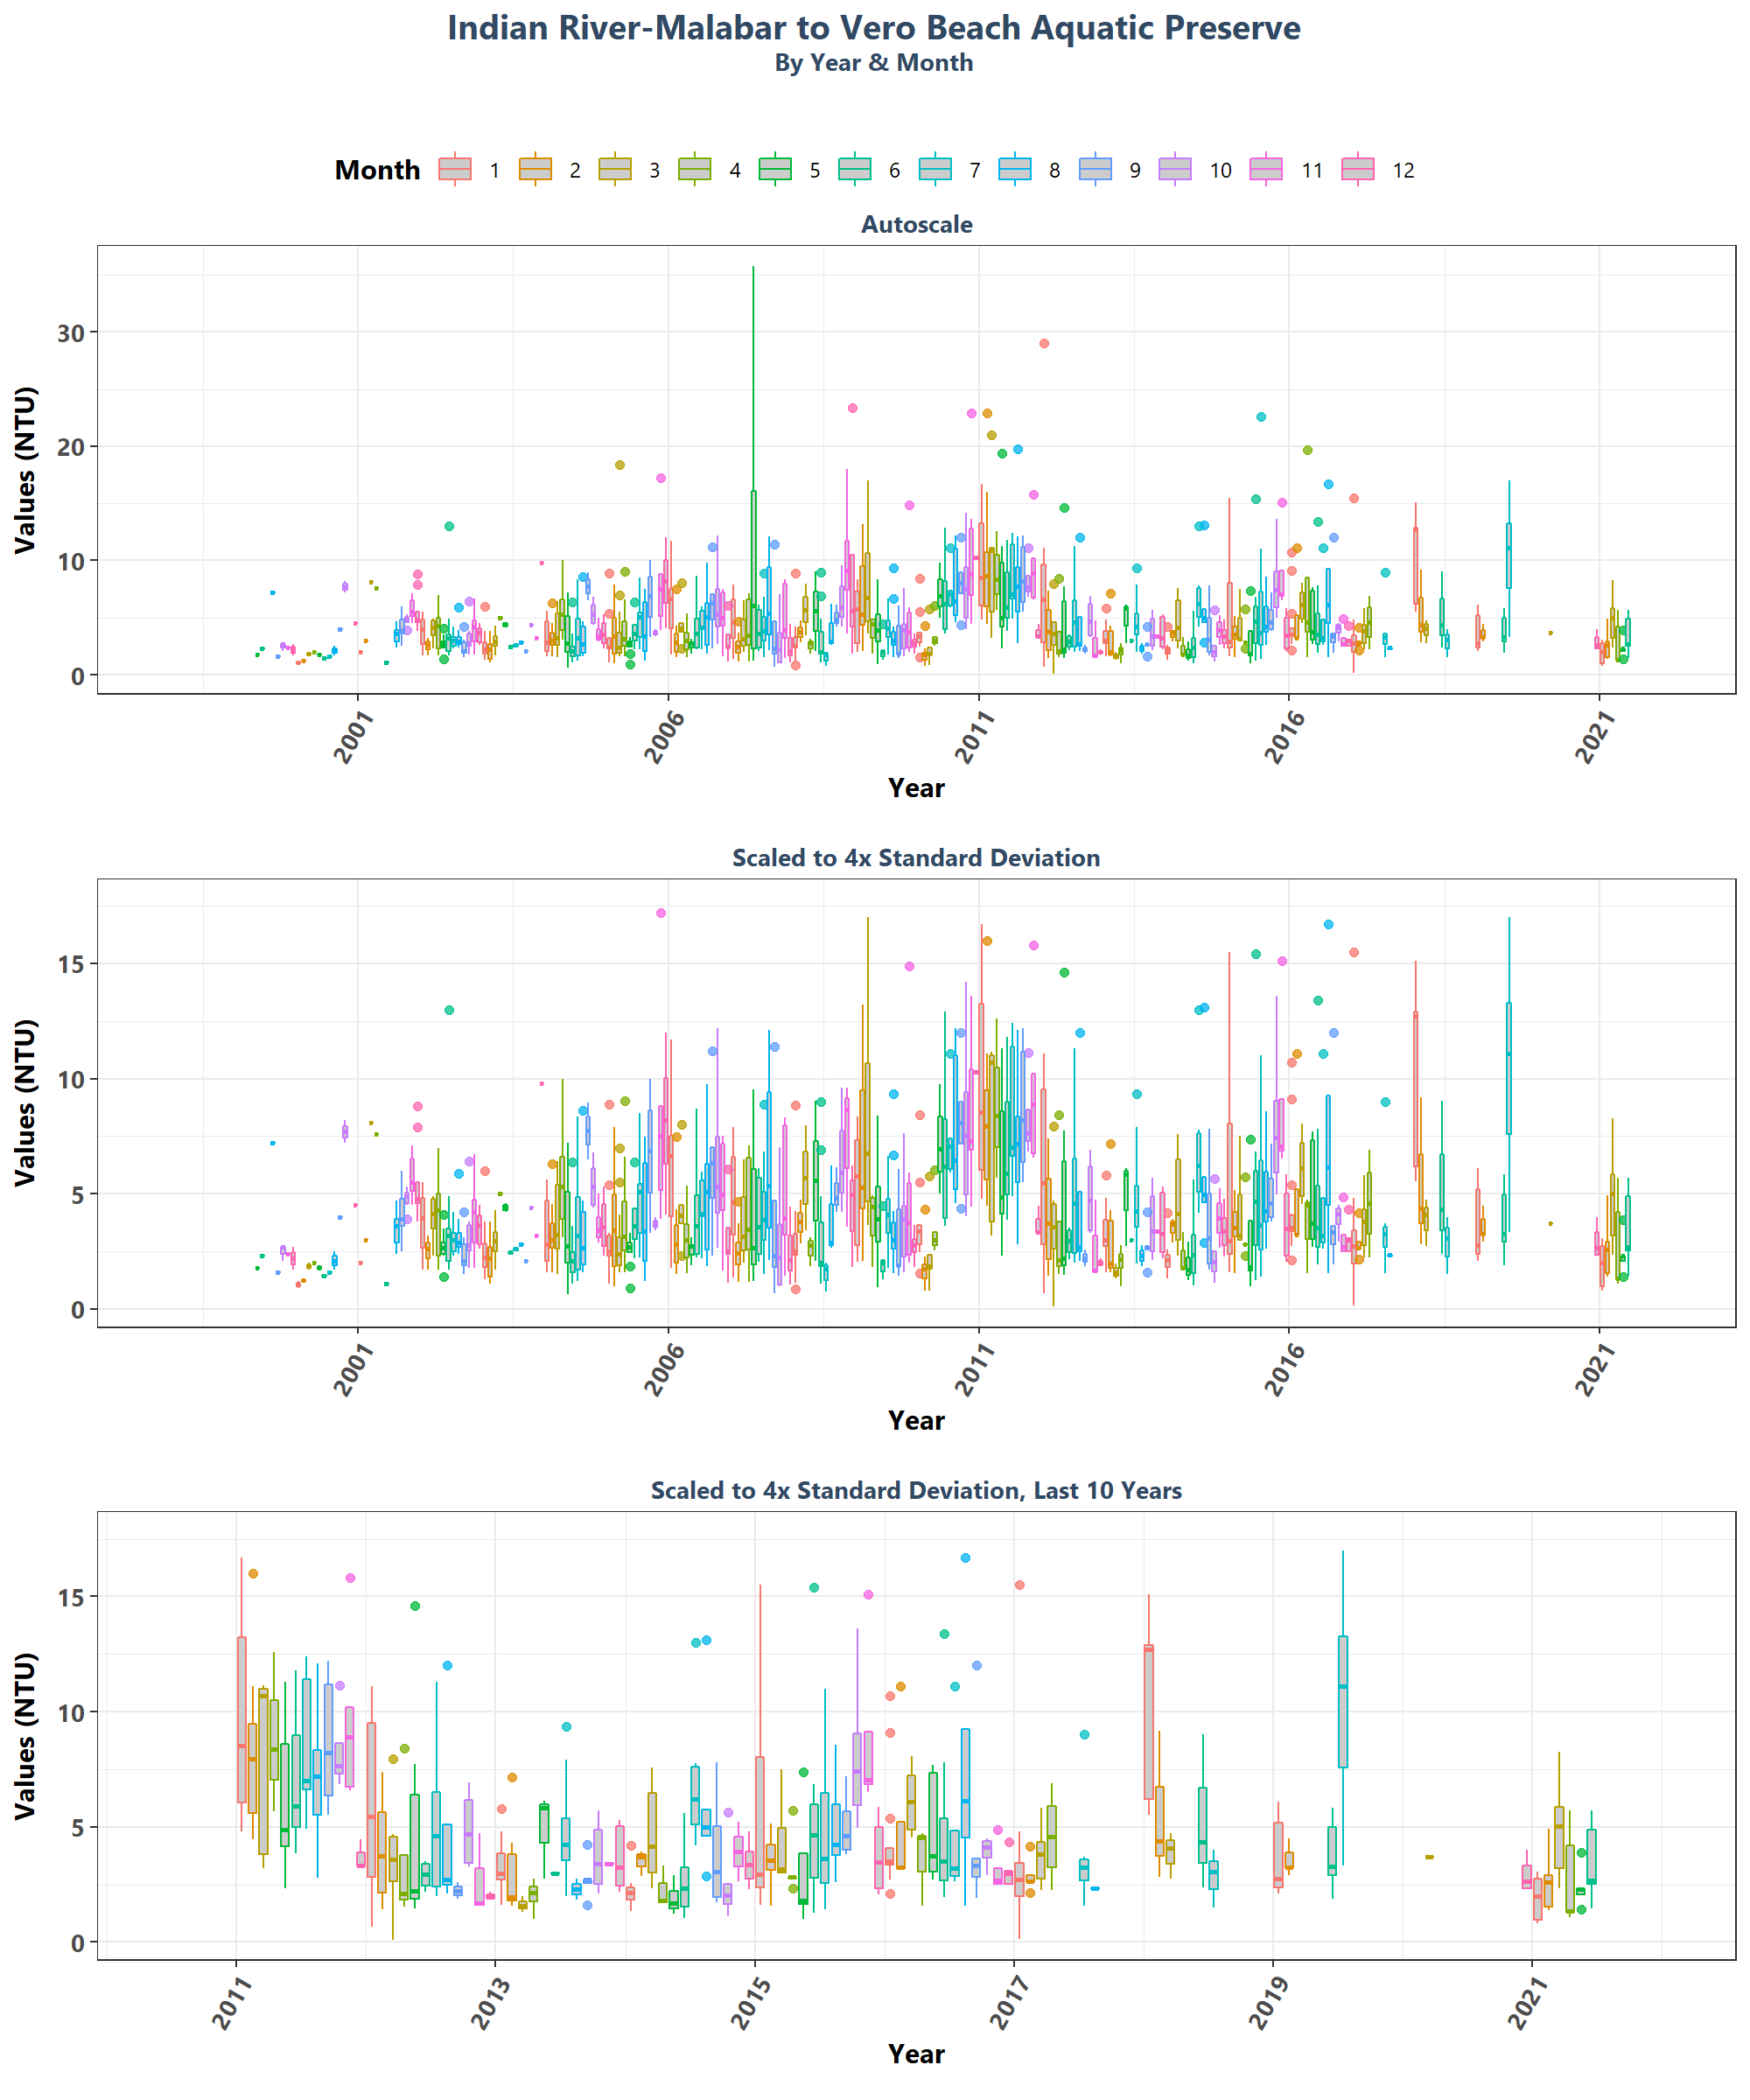 Indian River-Malabar to Vero Beach Aquatic Preserve
By Year & Month
Month 1 2 3 4 5 6 7 8 9 10 11 12
Autoscale
Values (NTU)
30
20
10
0
2001 2006 2011 2016 2021
Year
Scaled to 4x Standard Deviation
Values (NTU)
15
10
5
0
2001 2006 2011 2016 2021
Year
Scaled to 4x Standard Deviation, Last 10 Years
Values (NTU)
15
10
5
0
2011 2013 2015 2017 2019 2021
Year